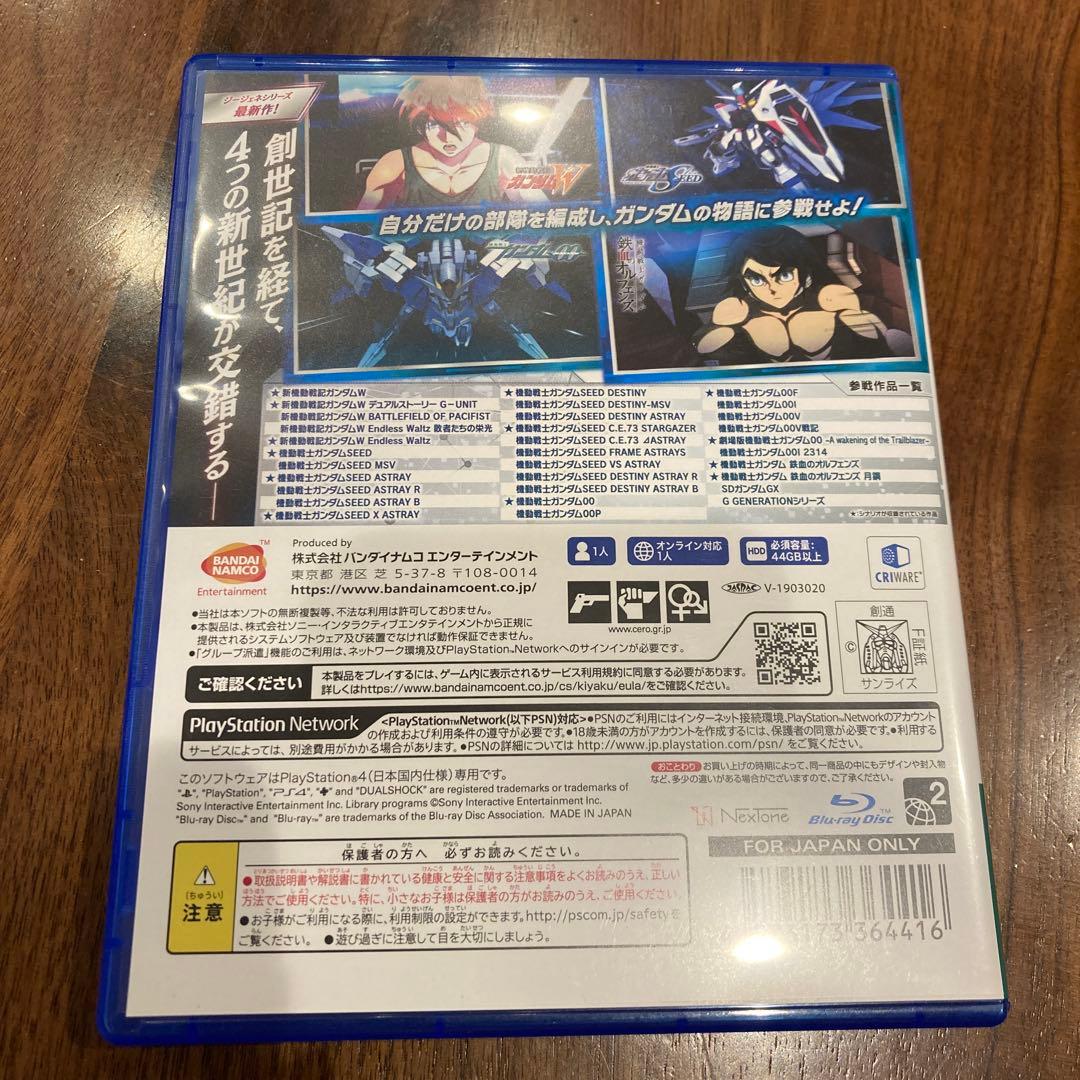 ジージェネシリーズ
最新作!
創世記を経て、
4つの新世紀が交錯する――
ガンダムW
SEED
自分だけの部隊を編成し、ガンダムの物語に参戦せよ!
鉄血のオルフェンズ
参戦作品一覧
★新機動戦記ガンダムW
★新機動戦記ガンダムW デュアルストーリー G-UNIT
新機動戦記ガンダムW BATTLEFIELD OF PACIFIST
新機動戦記ガンダムW Endless Waltz 敗者たちの栄光
★新機動戦記ガンダムW Endless Waltz
★機動戦士ガンダムSEED
機動戦士ガンダムSEED MSV
★機動戦士ガンダムSEED ASTRAY
機動戦士ガンダムSEED ASTRAY R
機動戦士ガンダムSEED ASTRAY B
★機動戦士ガンダムSEED X ASTRAY
★機動戦士ガンダムSEED DESTINY
機動戦士ガンダムSEED DESTINY-MSV
機動戦士ガンダムSEED DESTINY ASTRAY
機動戦士ガンダムSEED C.E.73 STARGAZER
機動戦士ガンダムSEED C.E.73 ΔASTRAY
機動戦士ガンダムSEED FRAME ASTRAYS
機動戦士ガンダムSEED VS ASTRAY
機動戦士ガンダムSEED DESTINY ASTRAY R
機動戦士ガンダムSEED DESTINY ASTRAY B
★機動戦士ガンダム00
機動戦士ガンダム00P
★機動戦士ガンダム00F
機動戦士ガンダム00I
機動戦士ガンダム00V
機動戦士ガンダム00V戦記
★劇場版機動戦士ガンダム00 -A wakening of the Trailblazer-
機動戦士ガンダム00I 2314
★機動戦士ガンダム 鉄血のオルフェンズ
★機動戦士ガンダム 鉄血のオルフェンズ 月鋼
SDガンダムGX
G GENERATIONシリーズ
★:シナリオが収録されている作品
BANDAI
NAMCO
Entertainment
TM
Produced by
株式会社 バンダイナムコ エンターテインメント
東京都 港区 芝 5-37-8 〒108-0014
https://www.bandainamcoent.co.jp/
1人
オンライン対応
1人
HDD 必須容量:
44GB以上
CRIWARE
JASRAC V-1903020
www.cero.gr.jp
創通
©
サンライズ
証紙
●当社は本ソフトの無断複製等、不法な利用は許可しておりません。
●本製品は、株式会社ソニー・インタラクティブエンタテインメントから正規に
提供されるシステムソフトウェア及び装置でなければ動作保証できません。
●「グループ派遣」機能のご利用は、ネットワーク環境及びPlayStation™Networkへのサインインが必要です。
ご確認ください
本製品をプレイするには、ゲーム内に表示されるサービス利用規約に同意する必要があります。
詳しくはhttps://www.bandainamcoent.co.jp/cs/kiyaku/eula/をご覧ください。
PlayStation Network
<PlayStation™Network(以下PSN)対応>●PSNのご利用にはインターネット接続環境、PlayStation™Networkのアカウント
の作成および利用条件の遵守が必要です。●18歳未満の方がアカウントを作成するには、保護者の同意が必要です。●利用する
サービスによっては、別途費用がかかる場合があります。●PSNの詳細については http://www.jp.playstation.com/psn/ をご覧ください。
このソフトウェアはPlayStation®4(日本国内仕様)専用です。
"PlayStation", "PS4", and "DUALSHOCK" are registered trademarks or trademarks of
Sony Interactive Entertainment Inc. Library programs ©Sony Interactive Entertainment Inc.
"Blu-ray Disc™" and "Blu-ray™" are trademarks of the Blu-ray Disc Association. MADE IN JAPAN
おことわり お買い上げの時期によって、同一商品の中にもデザインや封入物
など、多少の違いがある場合がございますので、ご了承ください。
NexTone
Blu-ray Disc
2
FOR JAPAN ONLY
(ちゅうい)
注意
保護者の方へ 必ずお読みください。
●取扱説明書や解説書に書かれている健康と安全に関する注意事項をよくお読みのうえ、正しい
方法でご使用ください。特に、小さなお子様は保護者の方がお読みのうえ、ご使用ください。
●お子様がご利用になる際に、利用制限の設定ができます。http://pscom.jp/safetyを
ご覧ください。 ●遊び過ぎに注意して目を大切にしましょう。
364416